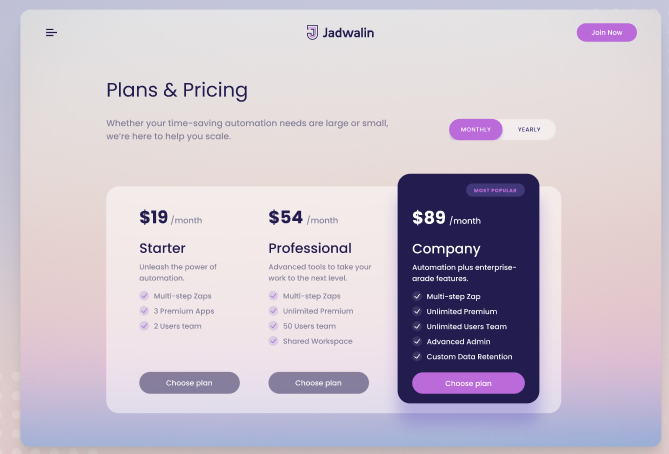 Jadwalin
Join Now
Plans & Pricing
Whether your time-saving automation needs are large or small,
we're here to help you scale.
MONTHLY
YEARLY
$19 /month
Starter
Unleash the power of
automation.
Multi-step Zaps
3 Premium Apps
2 Users team
Choose plan
$54 /month
Professional
Advanced tools to take your
work to the next level.
Multi-step Zaps
Unlimited Premium
50 Users team
Shared Workspace
Choose plan
MOST POPULAR
$89 /month
Company
Automation plus enterprise-
grade features.
Multi-step Zap
Unlimited Premium
Unlimited Users Team
Advanced Admin
Custom Data Retention
Choose plan